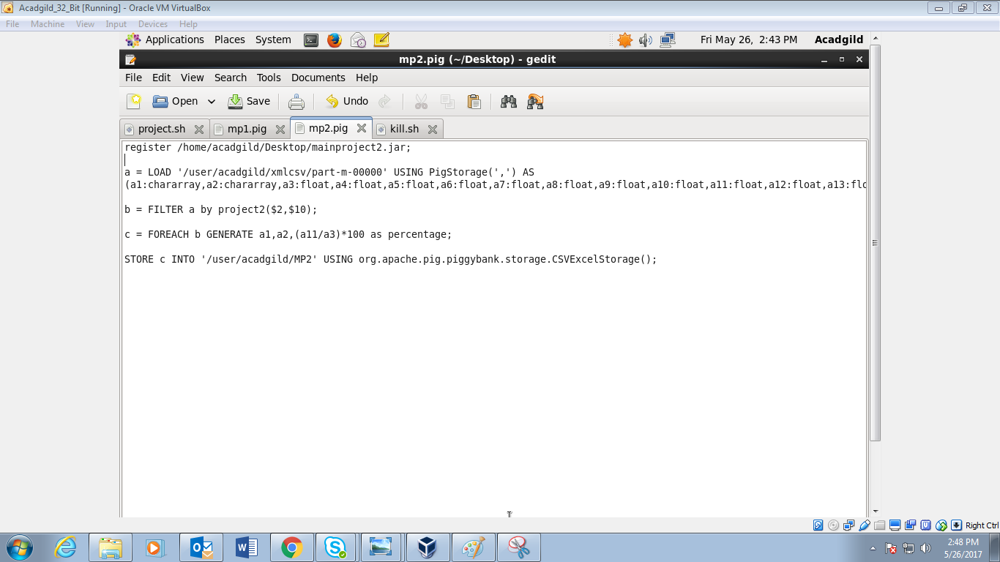 Acadgild_32_Bit [Running] - Oracle VM VirtualBox
File Machine View Input Devices Help
Applications Places System Fri May 26, 2:43 PM Acadgild
mp2.pig (~/Desktop) - gedit
File Edit View Search Tools Documents Help
Open Save Undo
project.sh mp1.pig mp2.pig kill.sh
register /home/acadgild/Desktop/mainproject2.jar;
a = LOAD '/user/acadgild/xmlcsv/part-m-00000' USING PigStorage(',') AS
(a1:chararray,a2:chararray,a3:float,a4:float,a5:float,a6:float,a7:float,a8:float,a9:float,a10:float,a11:float,a12:float,a13:flo
b = FILTER a by project2($2,$10);
c = FOREACH b GENERATE a1,a2,(a11/a3)*100 as percentage;
STORE c INTO '/user/acadgild/MP2' USING org.apache.pig.piggybank.storage.CSVExcelStorage();
Right Ctrl
2:48 PM
5/26/2017